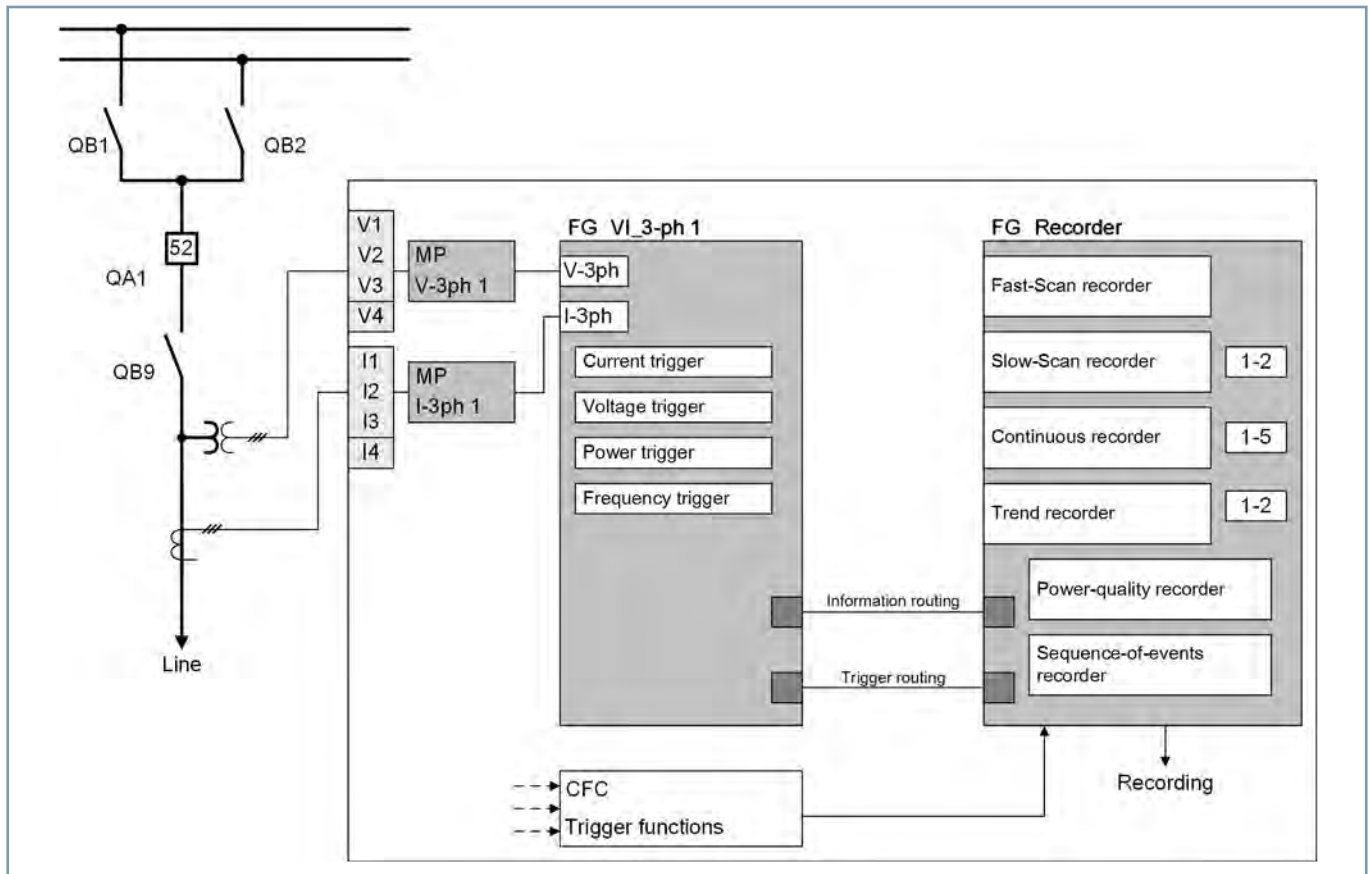 QB1
QB2
52
QA1
QB9
Line
V1
V2
V3
V4
I1
I2
I3
I4
MP
V-3ph 1
MP
I-3ph 1
FG VI_3-ph 1
V-3ph
I-3ph
Current trigger
Voltage trigger
Power trigger
Frequency trigger
Information routing
Trigger routing
CFC
Trigger functions
FG Recorder
Fast-Scan recorder
Slow-Scan recorder
1-2
Continuous recorder
1-5
Trend recorder
1-2
Power-quality recorder
Sequence-of-events
recorder
Recording